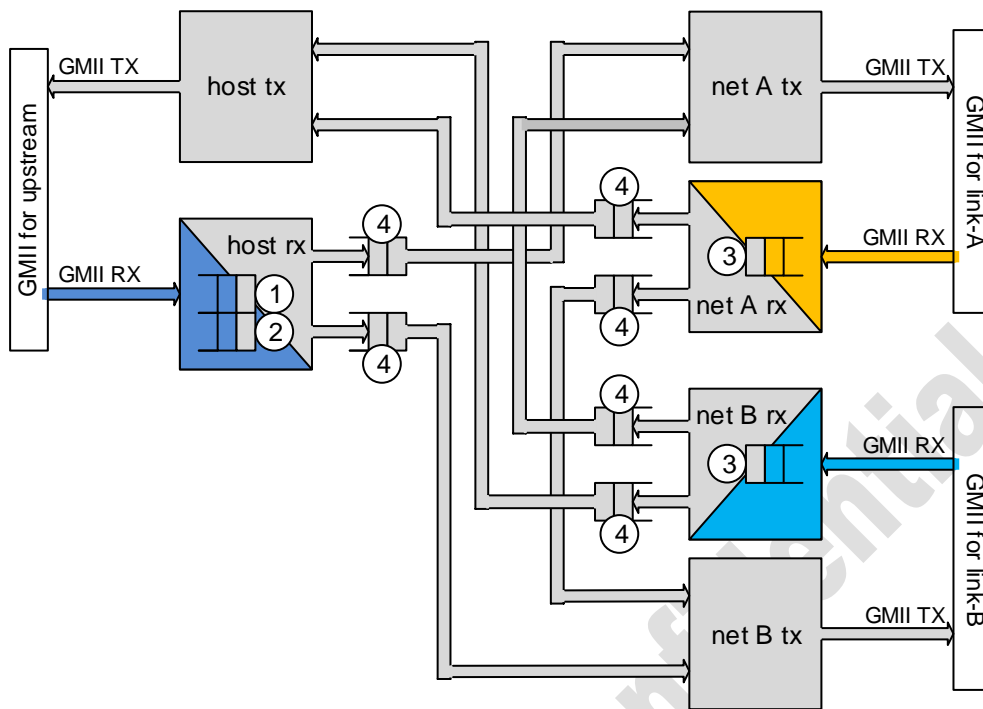 host tx
net A tx
GMII TX
GMII TX
GMII for upstream
GMII for link-A
4
4
host rx
GMII RX
3
GMII RX
1
net A rx
2
4
4
4
net B rx
GMII RX
3
4
GMII for link-B
net B tx
GMII TX